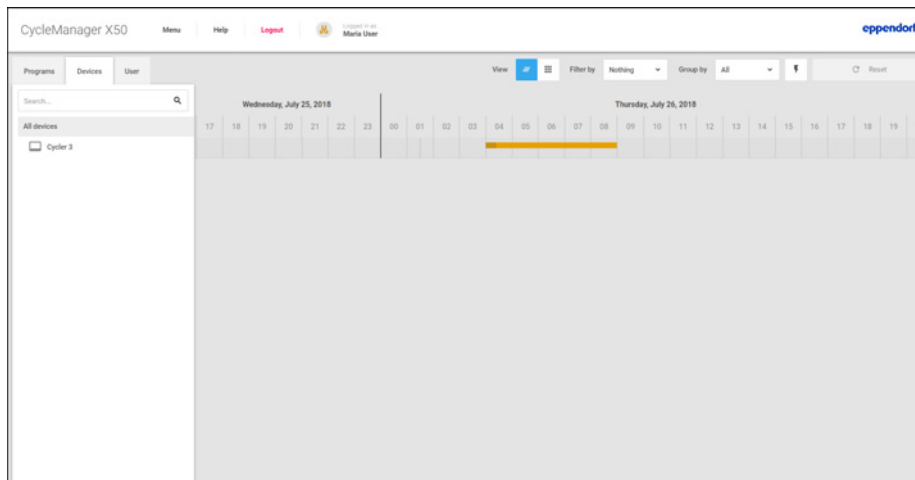 CycleManager X50 Menu Help Logout Logged in as eppendorf
Maria User
Programs Devices User View Filter by Nothing Group by All Reset
Search...
Wednesday, July 25, 2018 Thursday, July 26, 2018
All devices 17 18 19 20 21 22 23 00 01 02 03 04 05 06 07 08 09 10 11 12 13 14 15 16 17 18 19
Cycler 3